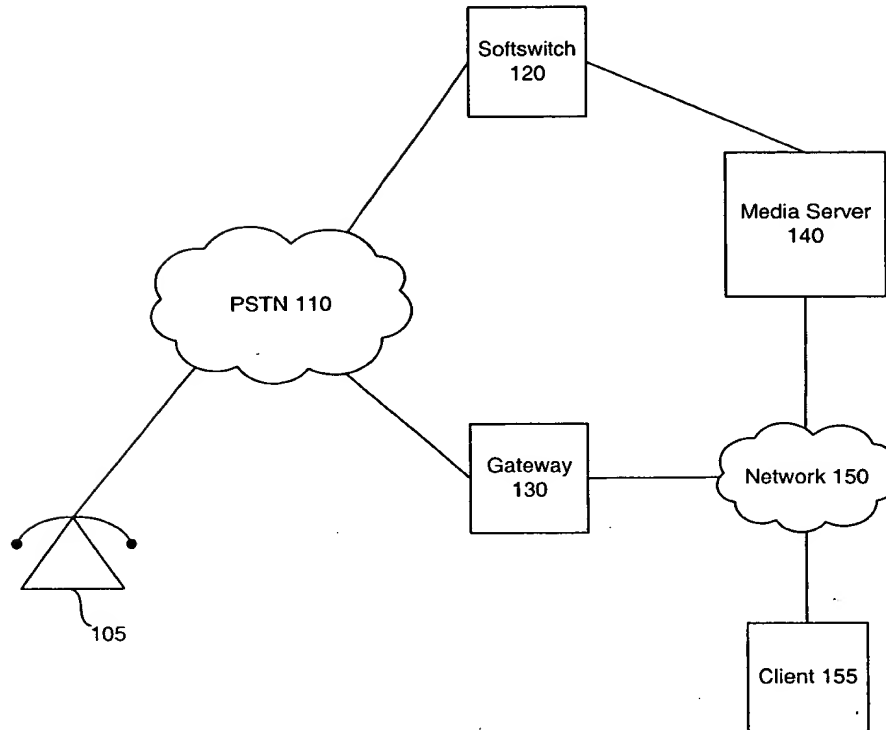 Softswitch
120
Media Server
140
PSTN 110
Gateway
130
Network 150
105
Client 155